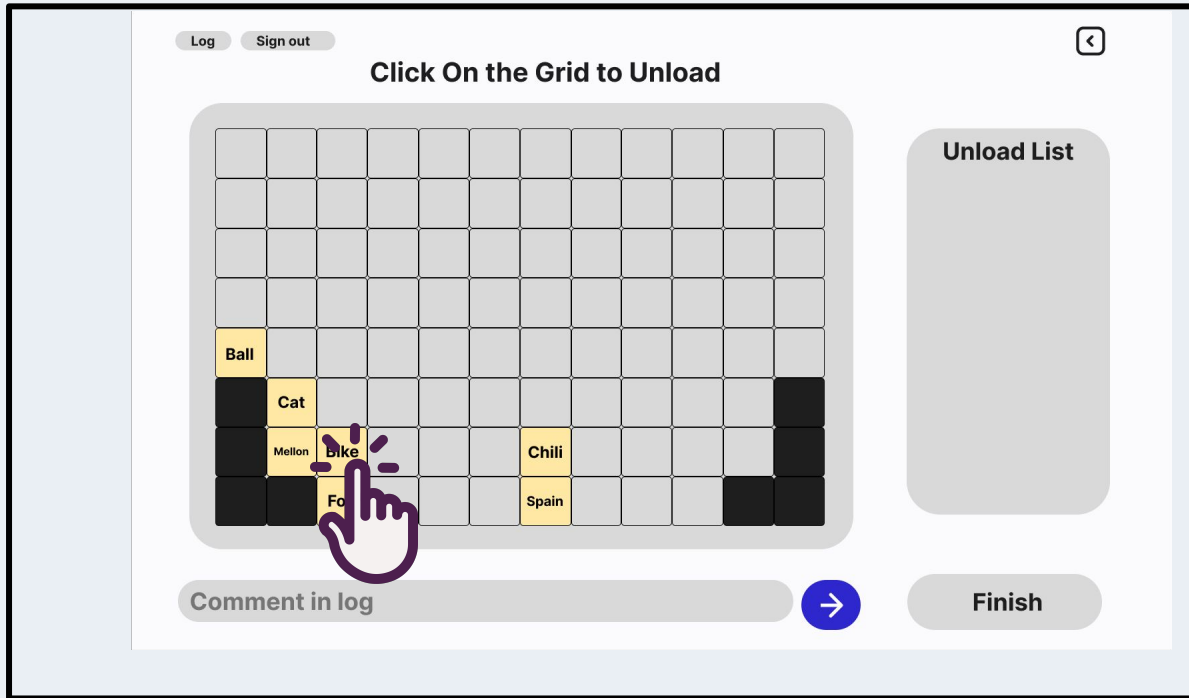 Log Sign out
Click On the Grid to Unload
Unload List
Ball
Cat
Mellon Bike Chili
Spain
Comment in log
Finish